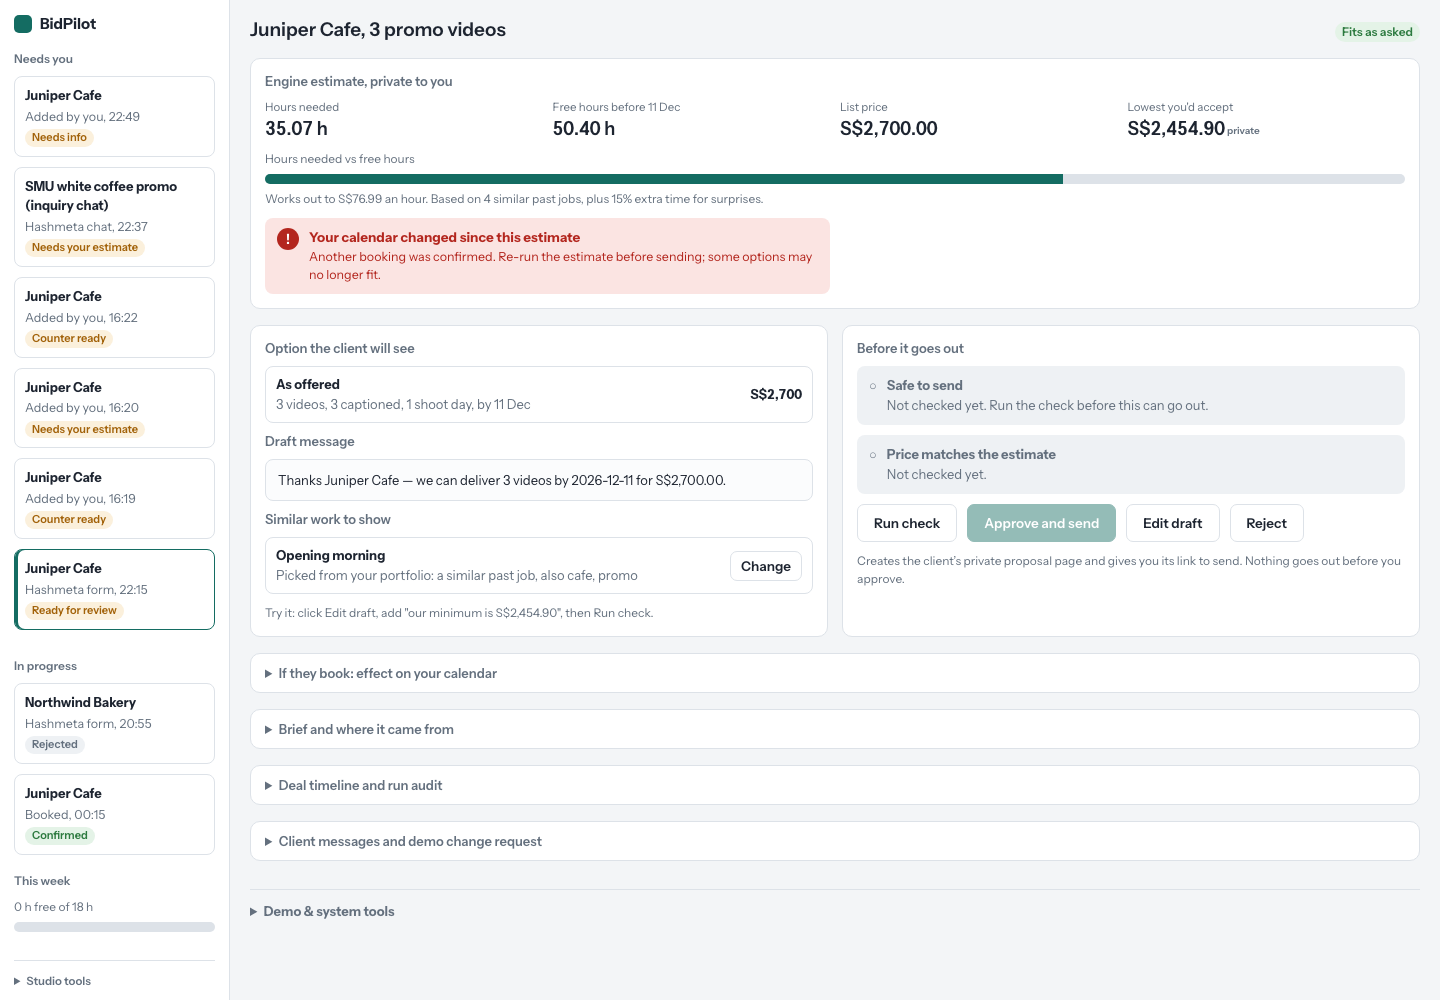 BidPilot
Needs you
Juniper Cafe
Added by you, 22:49
Needs info
SMU white coffee promo
(inquiry chat)
Hashmeta chat, 22:37
Needs your estimate
Juniper Cafe
Added by you, 16:22
Counter ready
Juniper Cafe
Added by you, 16:20
Needs your estimate
Juniper Cafe
Added by you, 16:19
Counter ready
Juniper Cafe
Hashmeta form, 22:15
Ready for review
In progress
Northwind Bakery
Hashmeta form, 20:55
Rejected
Juniper Cafe
Booked, 00:15
Confirmed
This week
0 h free of 18 h
Studio tools
Juniper Cafe, 3 promo videos
Fits as asked
Engine estimate, private to you
Hours needed
35.07 h
Free hours before 11 Dec
50.40 h
List price
S$2,700.00
Lowest you'd accept
S$2,454.90 private
Hours needed vs free hours
Works out to S$76.99 an hour. Based on 4 similar past jobs, plus 15% extra time for surprises.
!
Your calendar changed since this estimate
Another booking was confirmed. Re-run the estimate before sending; some options may
no longer fit.
Option the client will see
As offered
3 videos, 3 captioned, 1 shoot day, by 11 Dec
S$2,700
Draft message
Thanks Juniper Cafe — we can deliver 3 videos by 2026-12-11 for S$2,700.00.
Similar work to show
Opening morning
Picked from your portfolio: a similar past job, also cafe, promo
Change
Try it: click Edit draft, add "our minimum is S$2,454.90", then Run check.
Before it goes out
Safe to send
Not checked yet. Run the check before this can go out.
Price matches the estimate
Not checked yet.
Run check
Approve and send
Edit draft
Reject
Creates the client's private proposal page and gives you its link to send. Nothing goes out before you
approve.
If they book: effect on your calendar
Brief and where it came from
Deal timeline and run audit
Client messages and demo change request
Demo & system tools